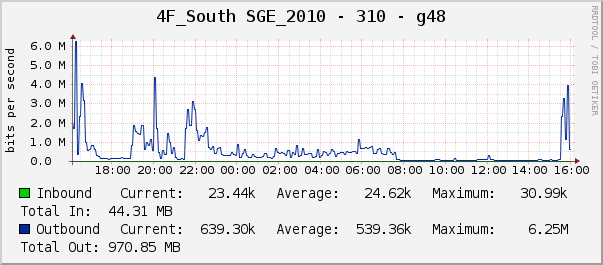 4F_South SGE_2010 - 310 - g48
RRDTOOL / TOBI OETIKER
bits per second
6.0 M
5.0 M
4.0 M
3.0 M
2.0 M
1.0 M
0.0
18:00 20:00 22:00 00:00 02:00 04:00 06:00 08:00 10:00 12:00 14:00 16:00
Inbound Current: 23.44k Average: 24.62k Maximum: 30.99k
Total In: 44.31 MB
Outbound Current: 639.30k Average: 539.36k Maximum: 6.25M
Total Out: 970.85 MB